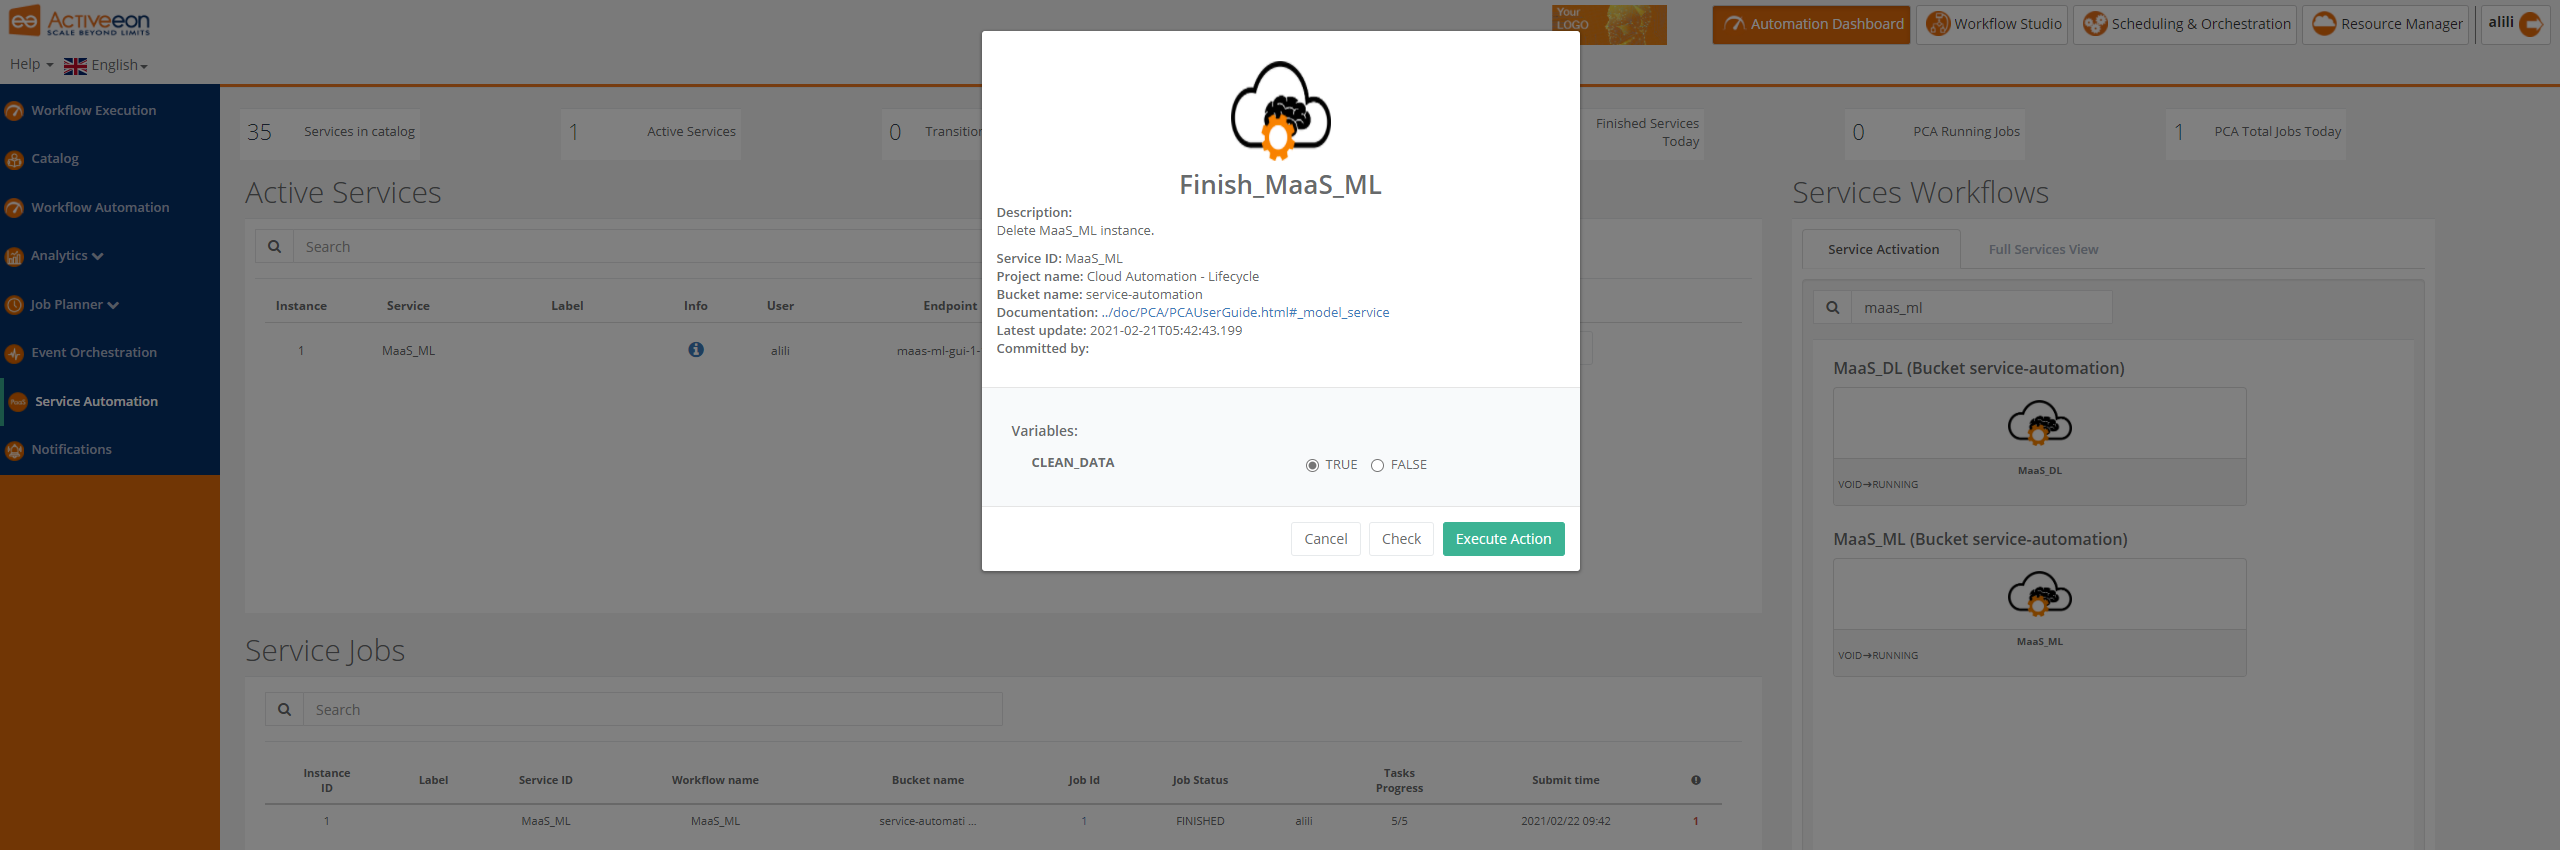 Activeeon
SCALE BEYOND LIMITS
Your
LOGO
Automation Dashboard
Workflow Studio
Scheduling & Orchestration
Resource Manager
alili
Help
English
Workflow Execution
Catalog
Workflow Automation
Analytics
Job Planner
Event Orchestration
Service Automation
Notifications
35 Services in catalog
1 Active Services
0
Finished Services
Today
0 PCA Running Jobs
1 PCA Total Jobs Today
Active Services
Search
Instance Service Label Info User Endpoint
1 MaaS_ML alili maas-ml-gui-1-
Finish_MaaS_ML
Description:
Delete MaaS_ML instance.
Service ID: MaaS_ML
Project name: Cloud Automation - Lifecycle
Bucket name: service-automation
Documentation: ../doc/PCA/PCAUserGuide.html#_model_service
Latest update: 2021-02-21T05:42:43.199
Committed by:
Variables:
CLEAN_DATA TRUE FALSE
Cancel Check Execute Action
Services Workflows
Service Activation Full Services View
maas_ml
MaaS_DL (Bucket service-automation)
MaaS_DL
VOID➔RUNNING
MaaS_ML (Bucket service-automation)
MaaS_ML
VOID➔RUNNING
Service Jobs
Search
Instance
ID Label Service ID Workflow name Bucket name Job Id Job Status Tasks
Progress Submit time
1 MaaS_ML MaaS_ML service-automati ... 1 FINISHED alili 5/5 2021/02/22 09:42 1